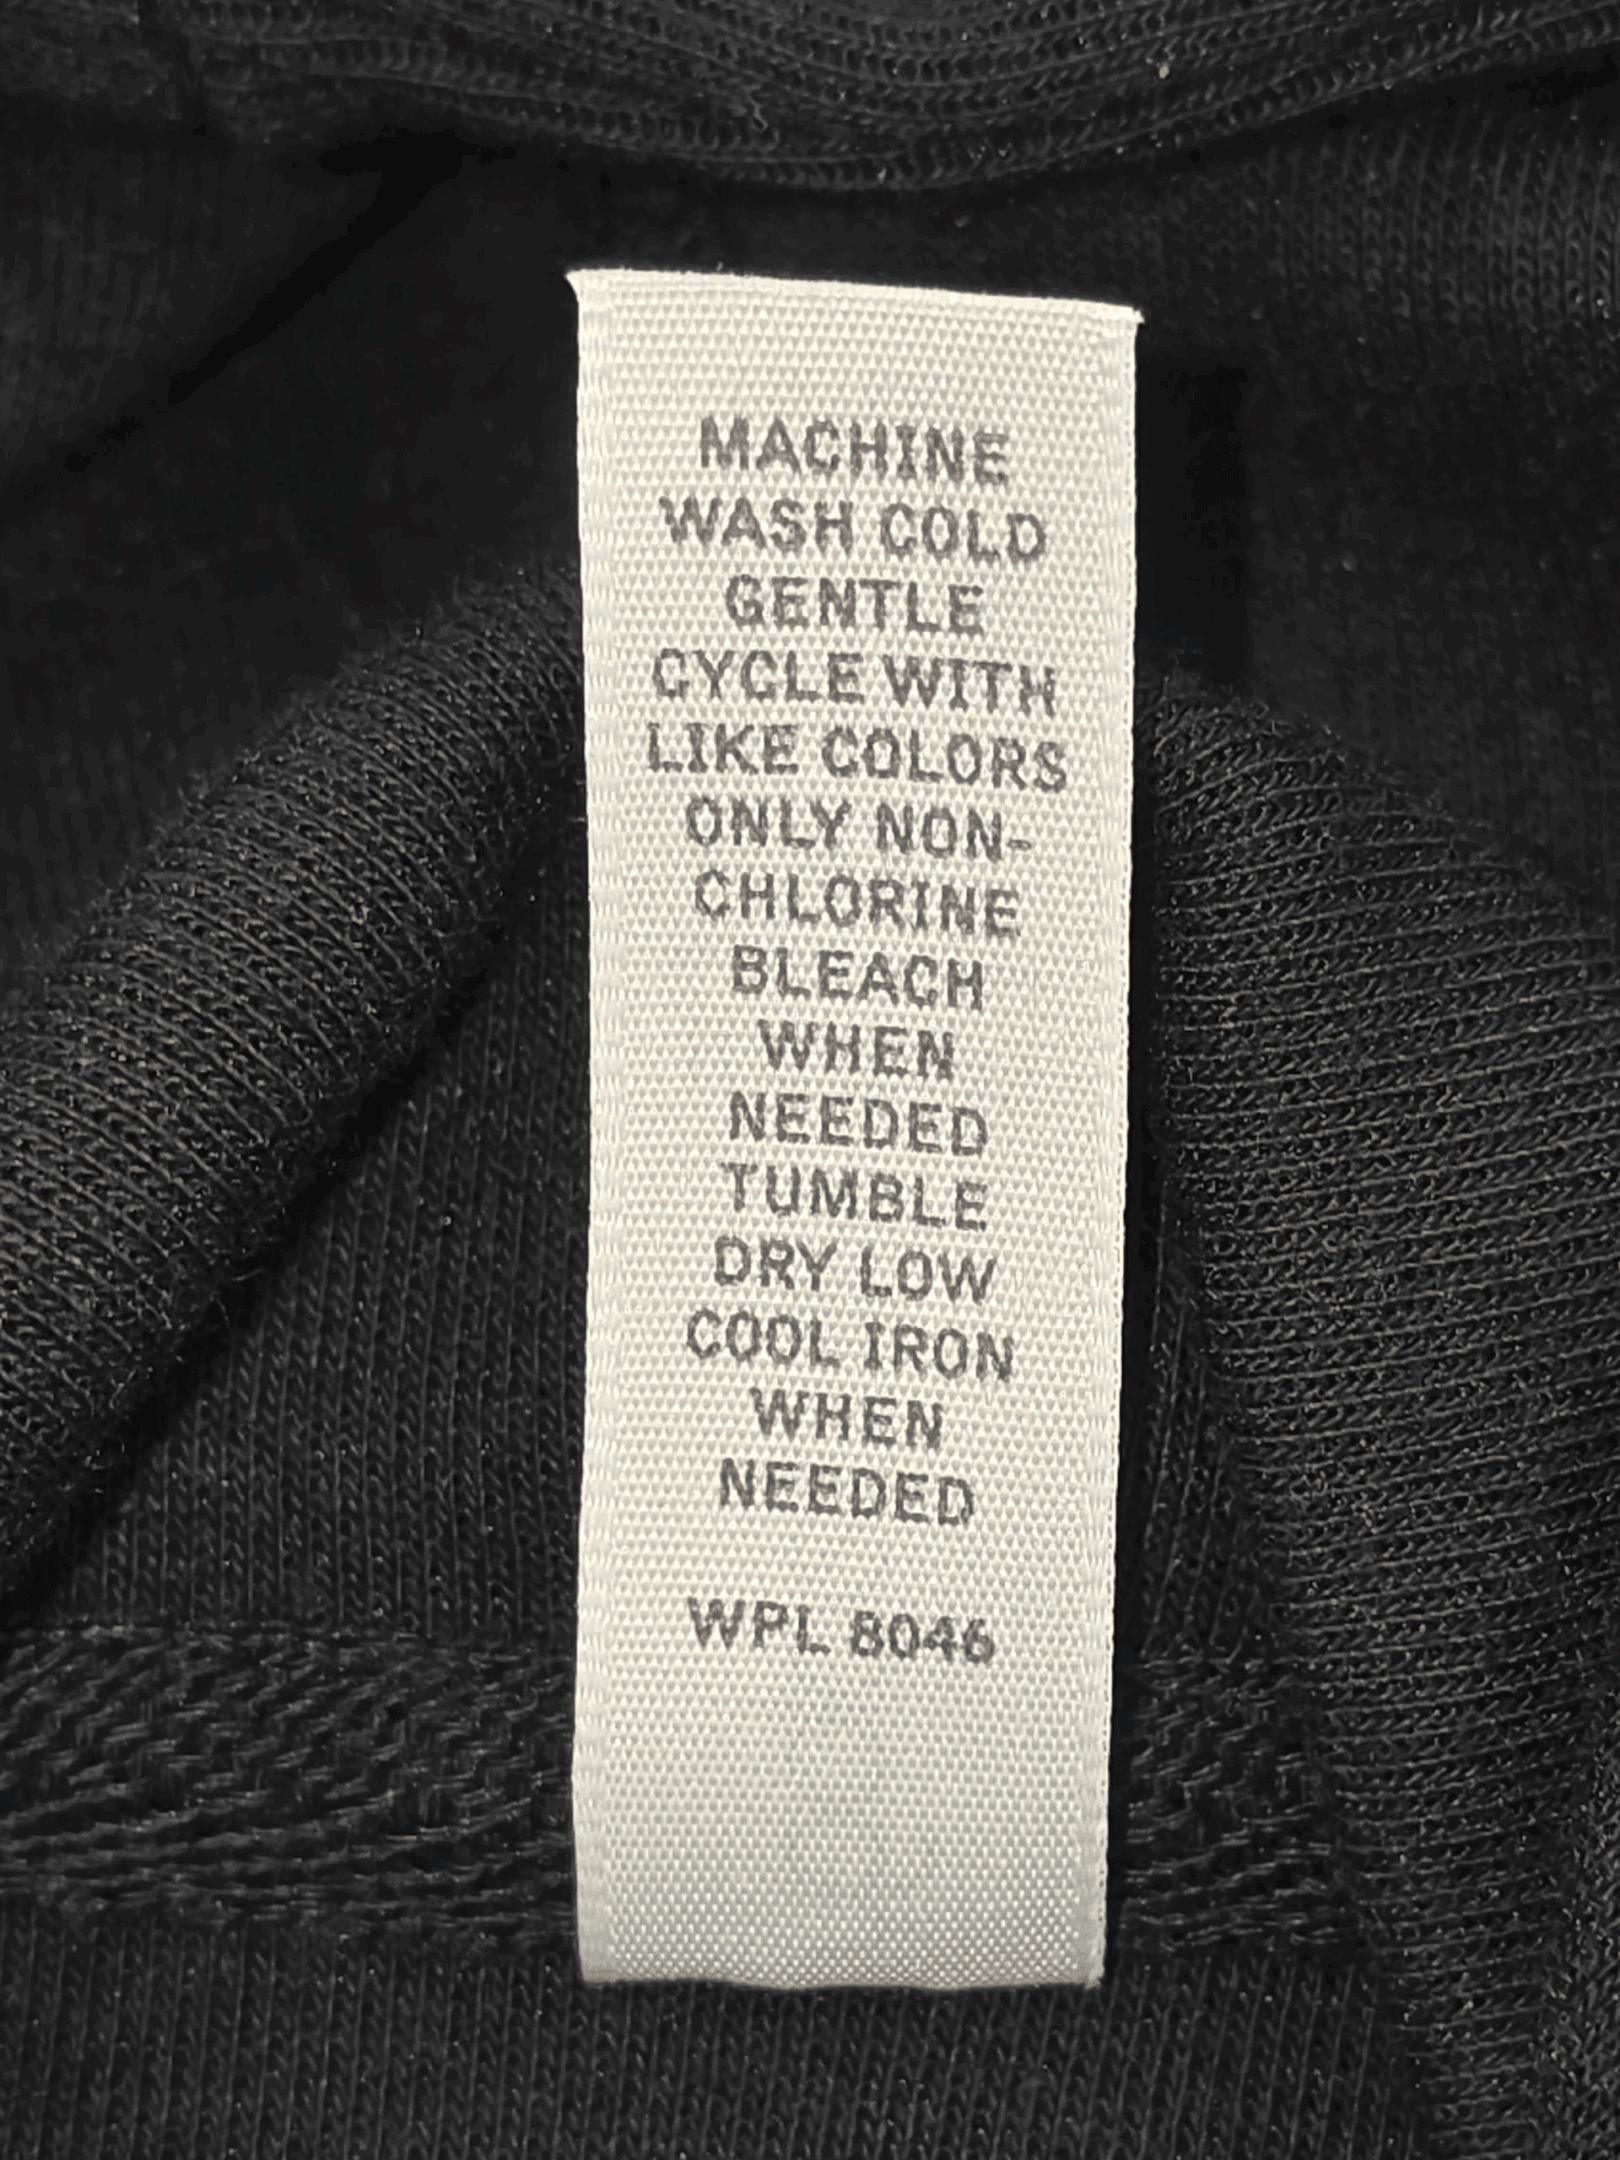 MACHINE
WASH COLD
GENTLE
CYCLE WITH
LIKE COLORS
ONLY NON-
CHLORINE
BLEACH
WHEN
NEEDED
TUMBLE
DRY LOW
COOL IRON
WHEN
NEEDED
WPL 8046